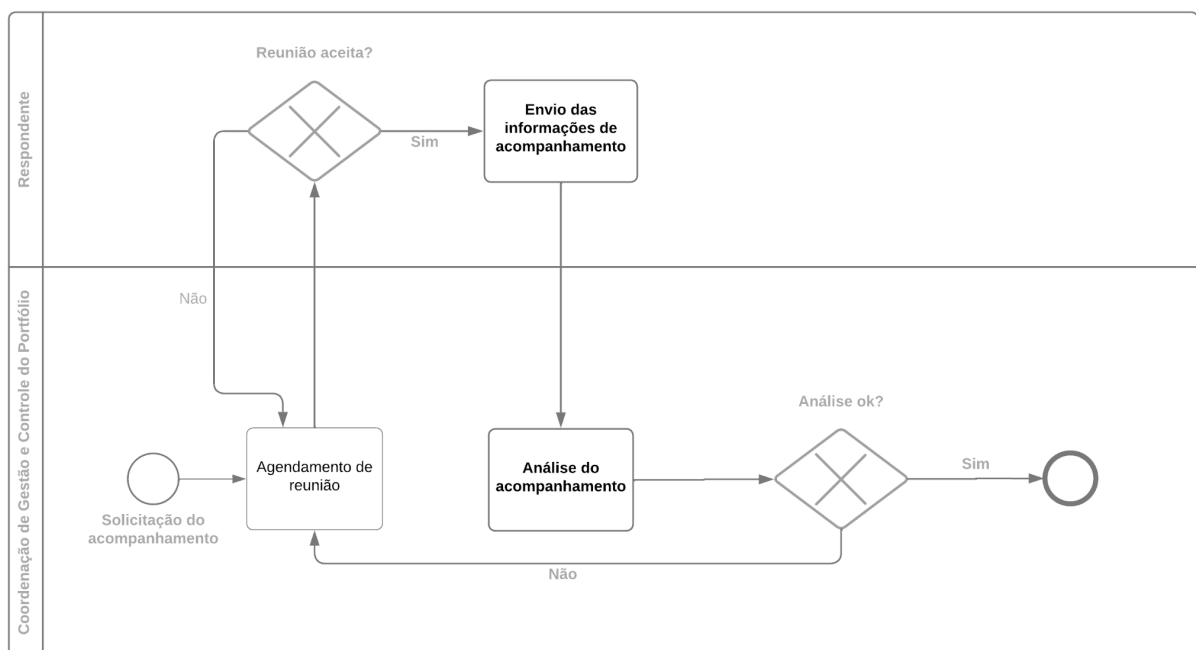 Respondente
Reunião aceita?
Sim
Envio das
informações de
acompanhamento
Não
Coordenação de Gestão e Controle do Portfólio
Solicitação do
acompanhamento
Agendamento de
reunião
Análise do
acompanhamento
Análise ok?
Sim
Não